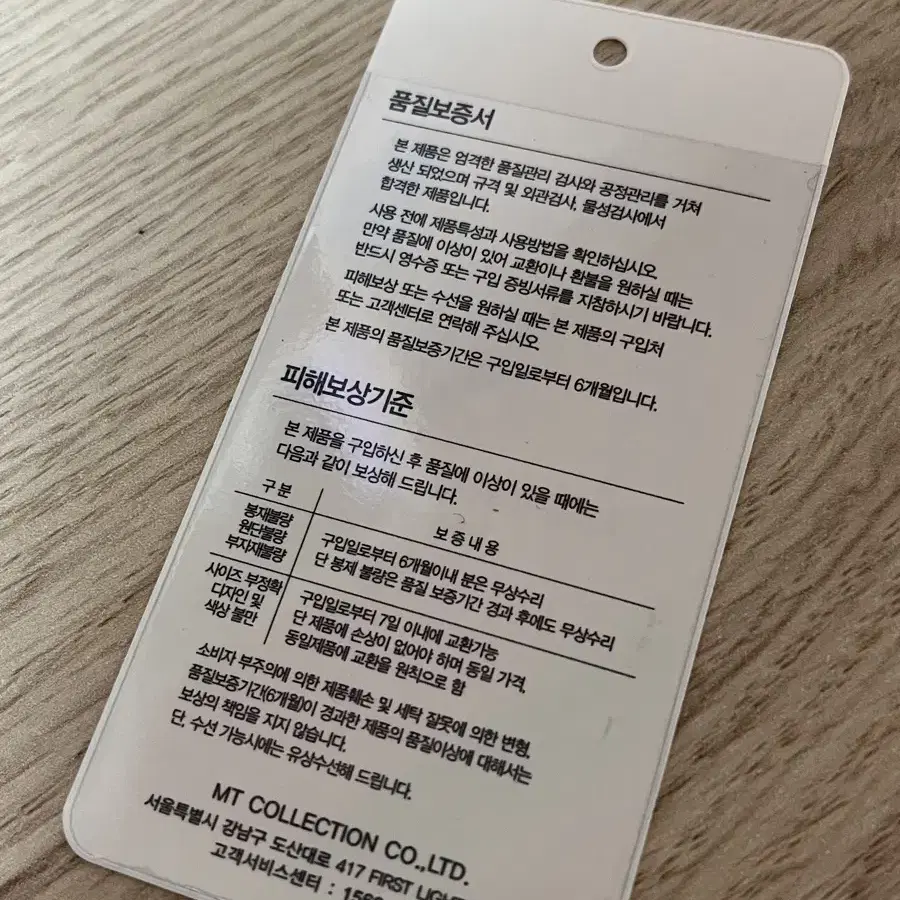 품질보증서
본 제품은 엄격한 품질관리 검사와 공정관리를 거쳐
생산 되었으며 규격 및 외관검사, 물성검사에서
합격한 제품입니다.
사용 전에 제품특성과 사용방법을 확인하십시오.
만약 품질에 이상이 있어 교환이나 환불을 원하실 때는
반드시 영수증 또는 구입 증빙서류를 지참하시기 바랍니다.
피해보상 또는 수선을 원하실 때는 본 제품의 구입처
또는 고객센터로 연락해 주십시오.
본 제품의 품질보증기간은 구입일로부터 6개월입니다.
피해보상기준
본 제품을 구입하신 후 품질에 이상이 있을 때에는
다음과 같이 보상해 드립니다.
구 분
보 증 내 용
봉재불량
원단불량
부자재불량
구입일로부터 6개월이내 분은 무상수리
단 봉제 불량은 품질 보증기간 경과 후에도 무상수리
사이즈 부정확
디자인 및
색상 불만
구입일로부터 7일 이내에 교환가능
단 제품에 손상이 없어야 하며 동일 가격,
동일제품에 교환을 원칙으로 함
소비자 부주의에 의한 제품훼손 및 세탁 잘못에 의한 변형,
품질보증기간(6개월)이 경과한 제품의 품질이상에 대해서는
보상의 책임을 지지 않습니다.
단, 수선 가능시에는 유상수선해 드립니다.
MT COLLECTION CO.,LTD.
서울특별시 강남구 도산대로 417 FIRST
고객서비스센터 :